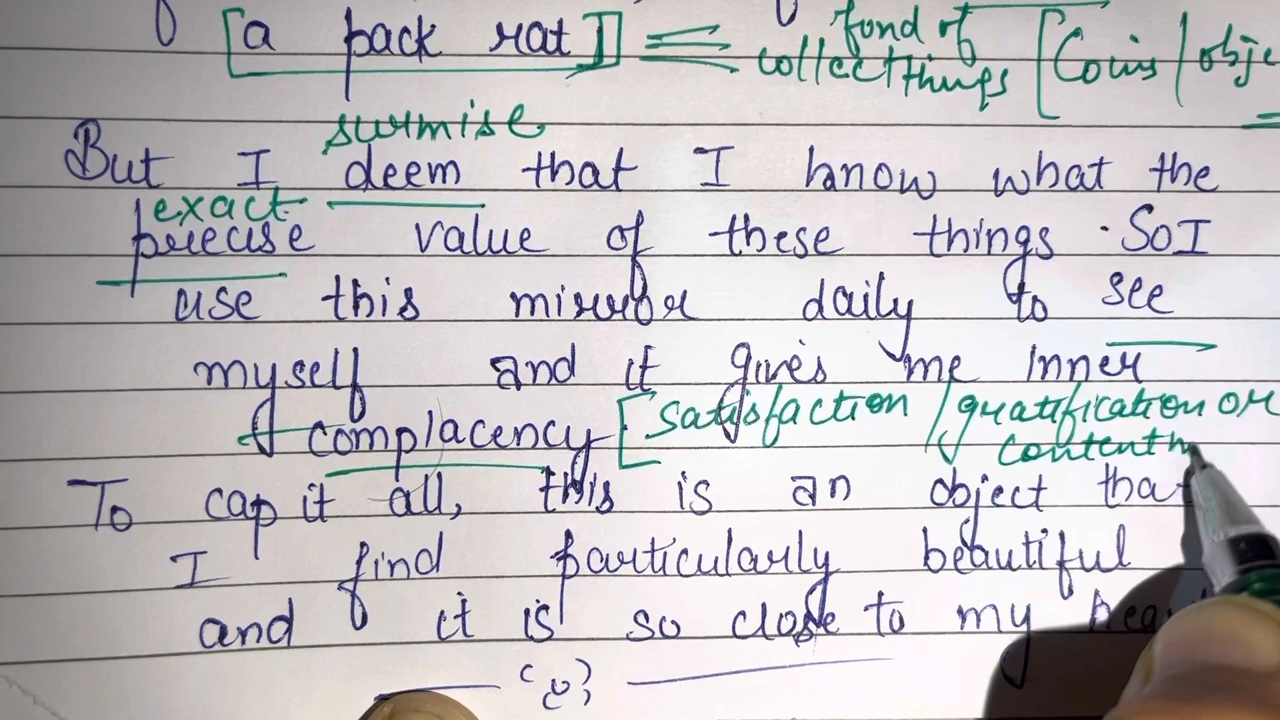 [a pack rat] = fond of
collect things [Coins / obje
surmise
But I deem that I know what the
exact
precise value of these things. So I
use this mirror daily to see
myself and it gives me inner
complacency [satisfaction / gratification or
contentm
To cap it all, this is an object that
I find particularly beautiful
and it is so close to my